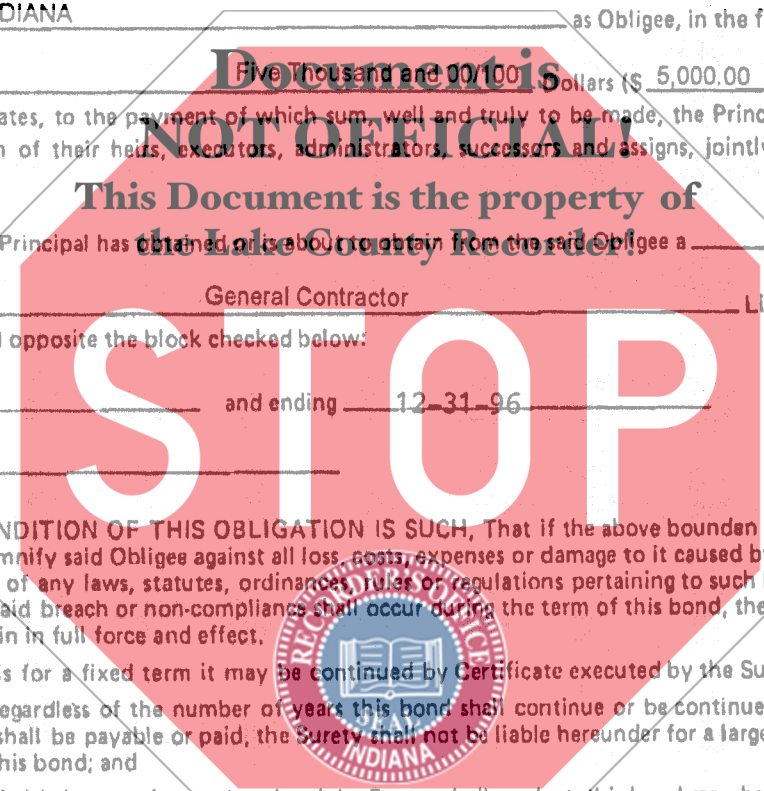 DIANA as Obligee, in the f
Document is
Five Thousand and 00/100 Dollars ($ 5,000.00
ates, to the payment of which sum, well and truly to be made, the Princ
NOT OFFICIAL!
n of their heirs, executors, administrators, successors and assigns, jointl
This Document is the property of
the Lake County Recorder!
Principal has obtained or is about to obtain from the said Obligee a
General Contractor Li
opposite the block checked below:
STOP
and ending 12-31-96
NDITION OF THIS OBLIGATION IS SUCH, That if the above bounden
mnify said Obligee against all loss, costs, expenses or damage to it caused b
of any laws, statutes, ordinances, rules or regulations pertaining to such
aid breach or non-compliance shall occur during the term of this bond, the
in in full force and effect.
RECORDER'S OFFICE
SEAL
INDIANA
is for a fixed term it may be continued by Certificate executed by the Su
egardless of the number of years this bond shall continue or be continue
shall be payable or paid, the Surety shall not be liable hereunder for a large
his bond; and